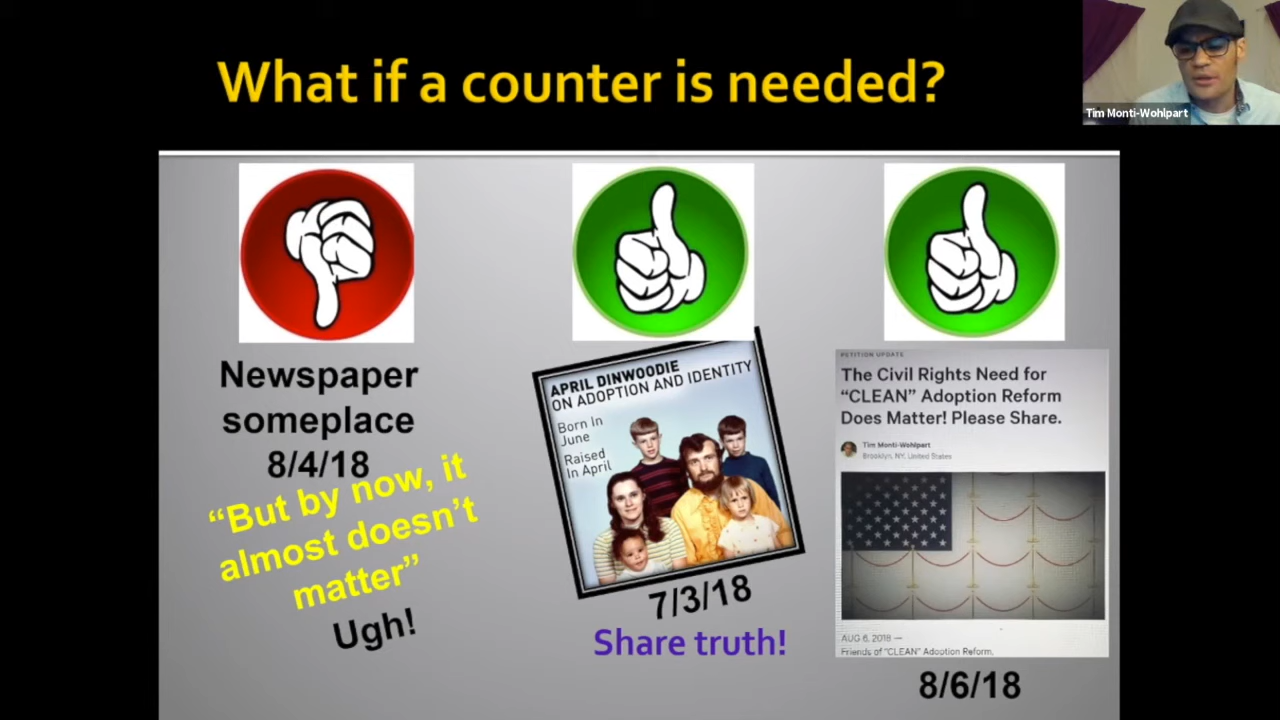 What if a counter is needed?
Tim Monti-Wohlpart
Newspaper
someplace
8/4/18
“But by now, it
almost doesn’t
matter”
Ugh!
APRIL DINWOODIE
ON ADOPTION AND IDENTITY
Born In
June
Raised
In April
7/3/18
Share truth!
PETITION UPDATE
The Civil Rights Need for
“CLEAN” Adoption Reform
Does Matter! Please Share.
Tim Monti-Wohlpart
Brooklyn, NY, United States
AUG 6, 2018 —
Friends of “CLEAN” Adoption Reform.
8/6/18